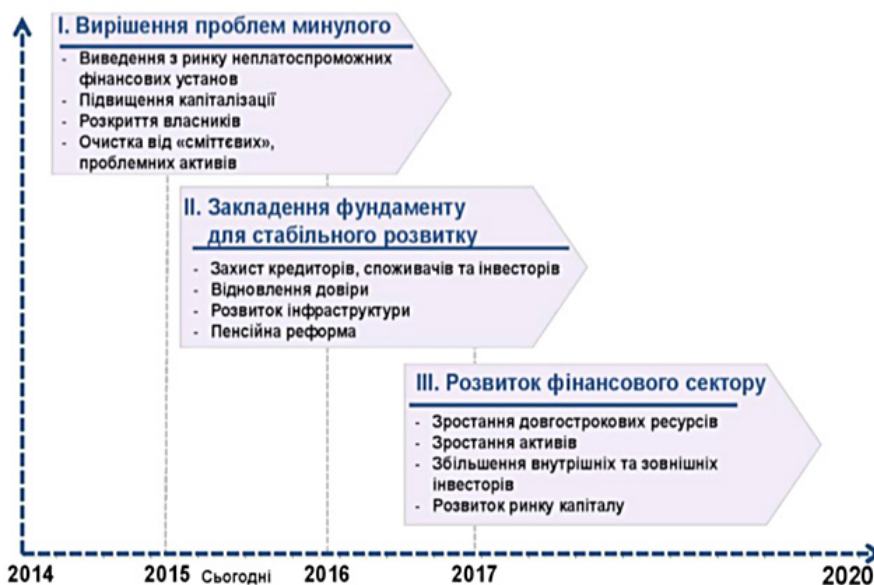 I. Вирішення проблем минулого
- Виведення з ринку неплатоспроможних
фінансових установ
- Підвищення капіталізації
- Розкриття власників
- Очистка від «сміттєвих»,
проблемних активів
II. Закладення фундаменту
для стабільного розвитку
- Захист кредиторів, споживачів та інвесторів
- Відновлення довіри
- Розвиток інфраструктури
- Пенсійна реформа
III. Розвиток фінансового сектору
- Зростання довгострокових ресурсів
- Зростання активів
- Збільшення внутрішніх та зовнішніх
інвесторів
- Розвиток ринку капіталу
2014 2015 Сьогодні 2016 2017 2020